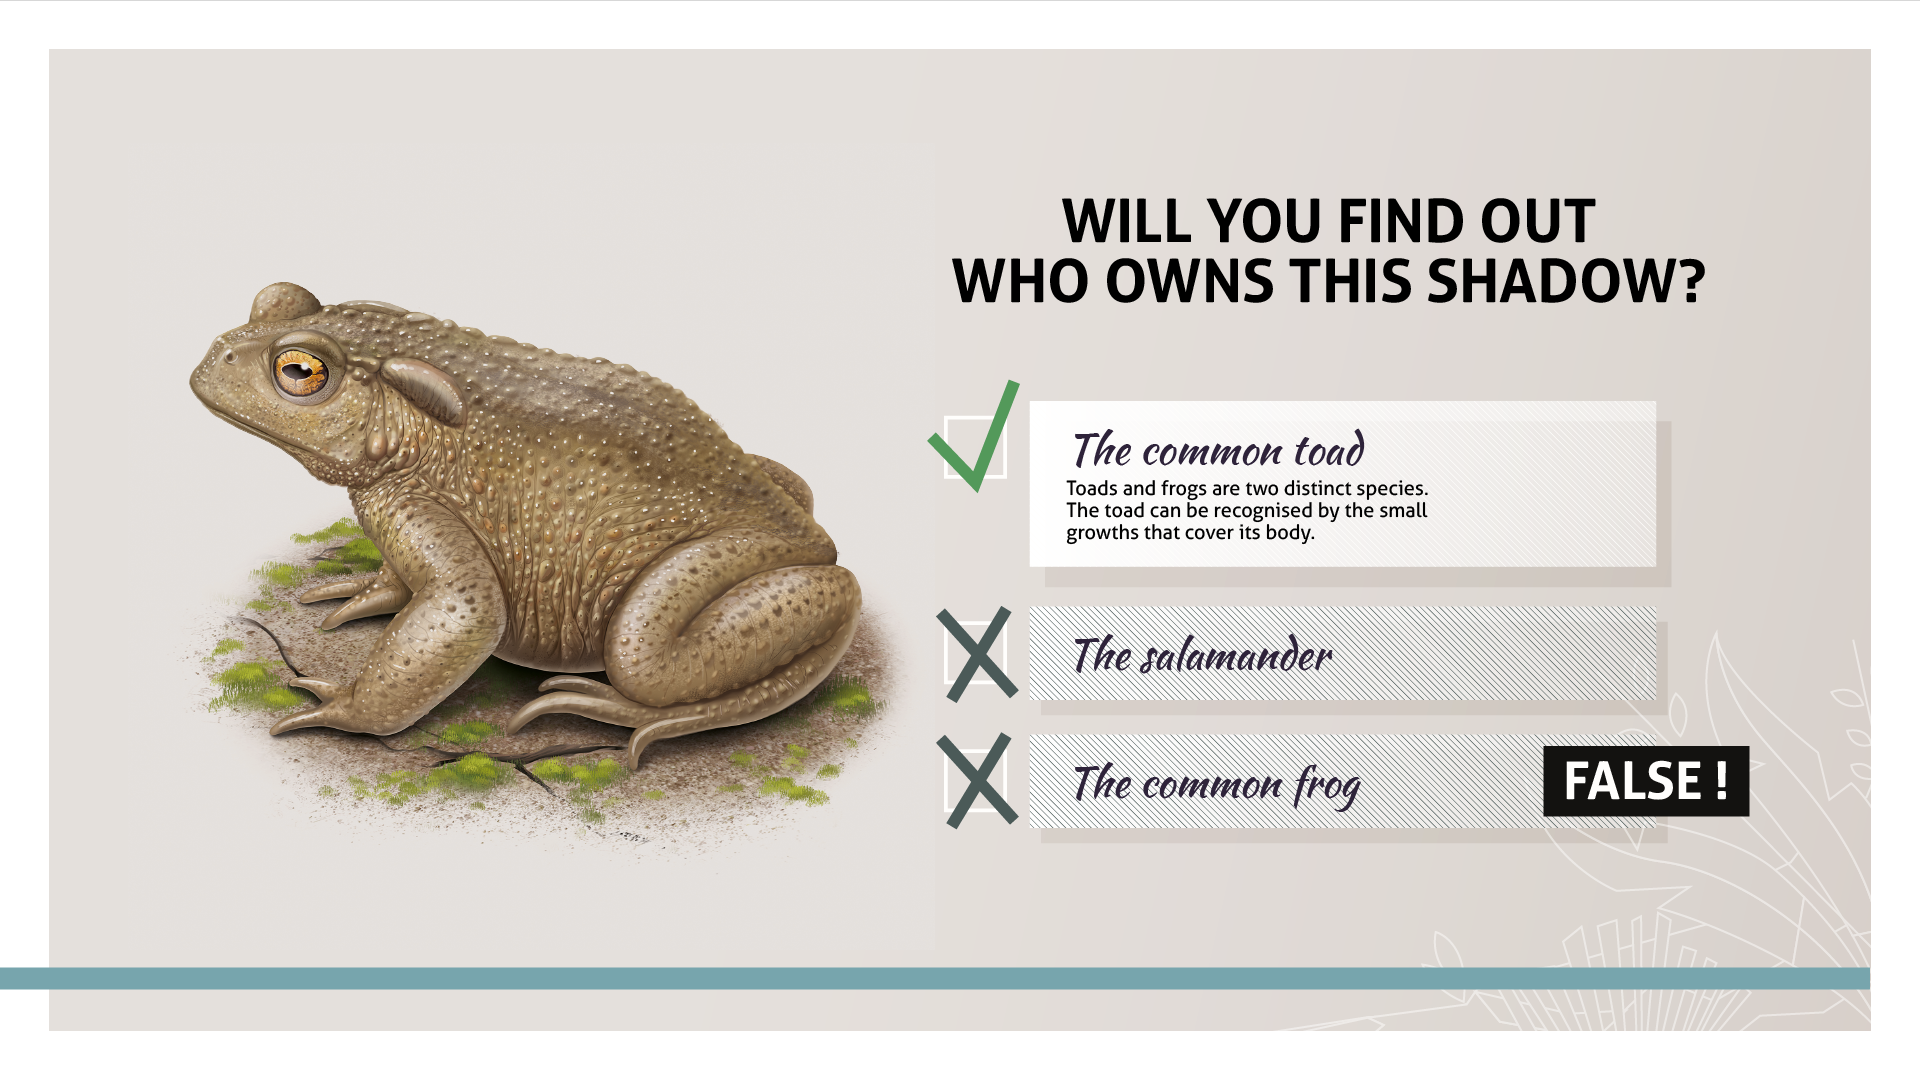 WILL YOU FIND OUT
WHO OWNS THIS SHADOW?
The common toad
Toads and frogs are two distinct species.
The toad can be recognised by the small
growths that cover its body.
The salamander
The common frog
FALSE !